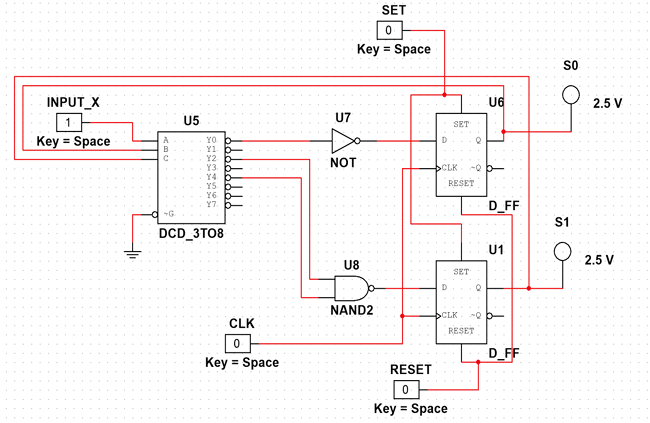 SET
0
Key = Space
S0
2.5 V
INPUT_X
1
Key = Space
U5
A
B
C
~G
Y0
Y1
Y2
Y3
Y4
Y5
Y6
Y7
DCD_3TO8
U7
NOT
U6
SET
D
Q
CLK
~Q
RESET
D_FF
S1
2.5 V
U8
NAND2
U1
SET
D
Q
CLK
~Q
RESET
D_FF
CLK
0
Key = Space
RESET
0
Key = Space